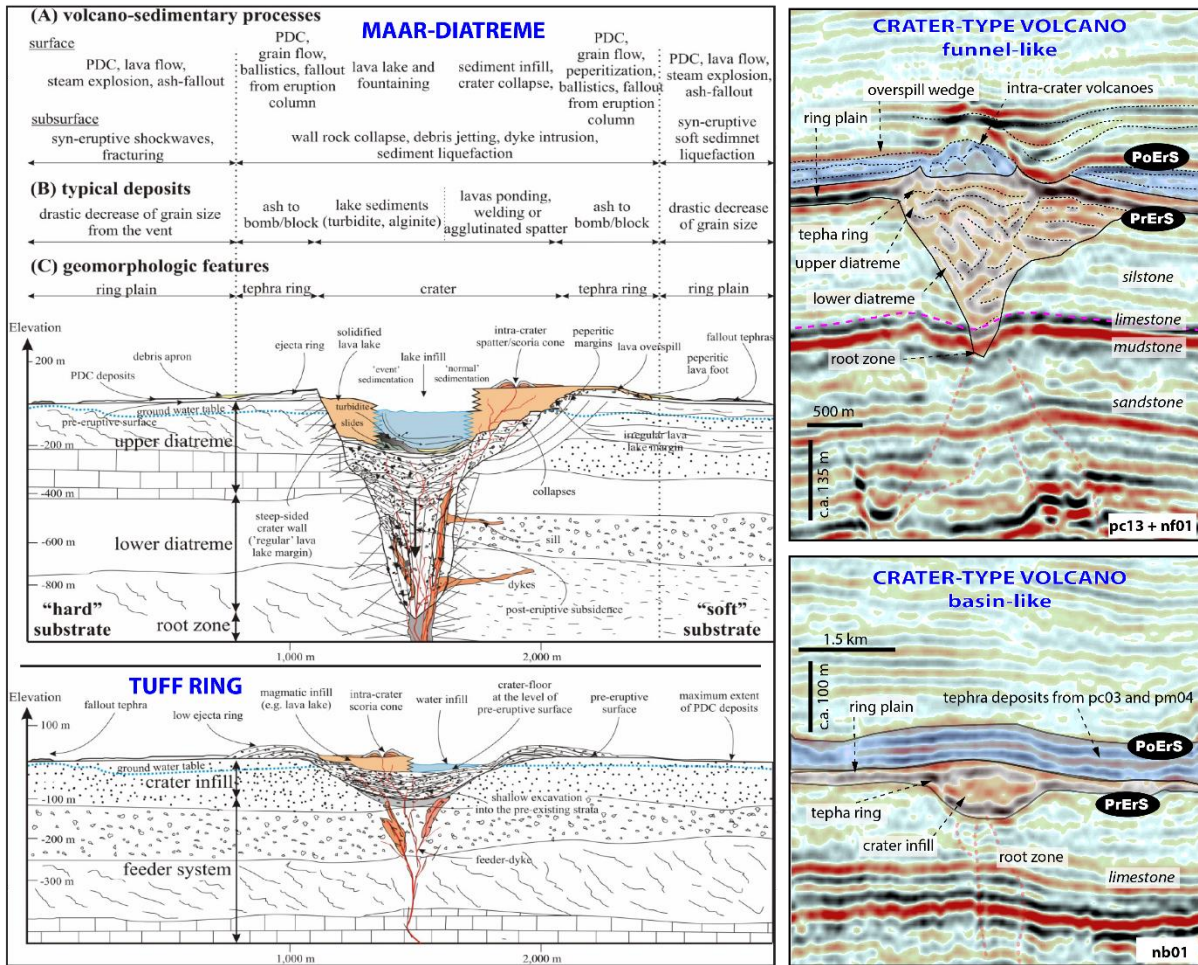 (A) volcano-sedimentary processes
MAAR-DIATREME
surface
PDC, lava flow,
steam explosion,
ash-fallout
PDC,
grain flow,
ballistics, fallout
from eruption
column
lava lake and
fountaining
sediment infill,
crater collapse,
PDC,
grain flow,
peperitization,
ballistics, fallout
from eruption
column
PDC, lava flow,
steam explosion,
ash-fallout
subsurface
syn-eruptive shockwaves,
fracturing
wall rock collapse, debris jetting, dyke intrusion,
sediment liquefaction
syn-eruptive
soft sedimnet
liquefaction
(B) typical deposits
drastic decrease of grain size
from the vent
ash to
bomb/block
lake sediments
(turbidite, alginite)
lavas ponding,
welding or
agglutinated spatter
ash to
bomb/block
drastic decrease
of grain size
(C) geomorphologic features
ring plain
tephra ring
crater
tephra ring
ring plain
Elevation
200 m
0 m
-200 m
-400 m
-600 m
-800 m
debris apron
PDC deposits
ejecta ring
solidified
lava lake
lake infill
'event'
sedimentation
'normal'
sedimentation
intra-crater
spatter/scoria cone
peperitic
margins
lava overspill
fallout tephras
peperitic
lava foot
ground water table
pre-eruptive surface
turbidite
slides
upper diatreme
irregular lava
lake margin
collapses
steep-sided
crater wall
('regular' lava
lake margin)
lower diatreme
sill
dykes
post-eruptive subsidence
"hard"
substrate
root zone
"soft"
substrate
1,000 m
2,000 m
TUFF RING
Elevation
100 m
0 m
-100 m
-200 m
-300 m
fallout tephra
low ejecta ring
magmatic infill
(e.g. lava lake)
intra-crater
scoria cone
water infill
crater-floor
at the level of
pre-eruptive surface
pre-eruptive
surface
maximum extent
of PDC deposits
ground water table
crater infill
shallow excavation
into the pre-existing strata
feeder-dyke
feeder system
1,000 m
2,000 m
CRATER-TYPE VOLCANO
funnel-like
overspill wedge
intra-crater volcanoes
ring plain
PoErS
PrErS
tepha ring
upper diatreme
lower diatreme
silstone
limestone
mudstone
root zone
sandstone
500 m
c.a. 135 m
pc13 + nf01
CRATER-TYPE VOLCANO
basin-like
1.5 km
c.a. 100 m
tephra deposits from pc03 and pm04
ring plain
PoErS
PrErS
tepha ring
crater infill
root zone
limestone
nb01